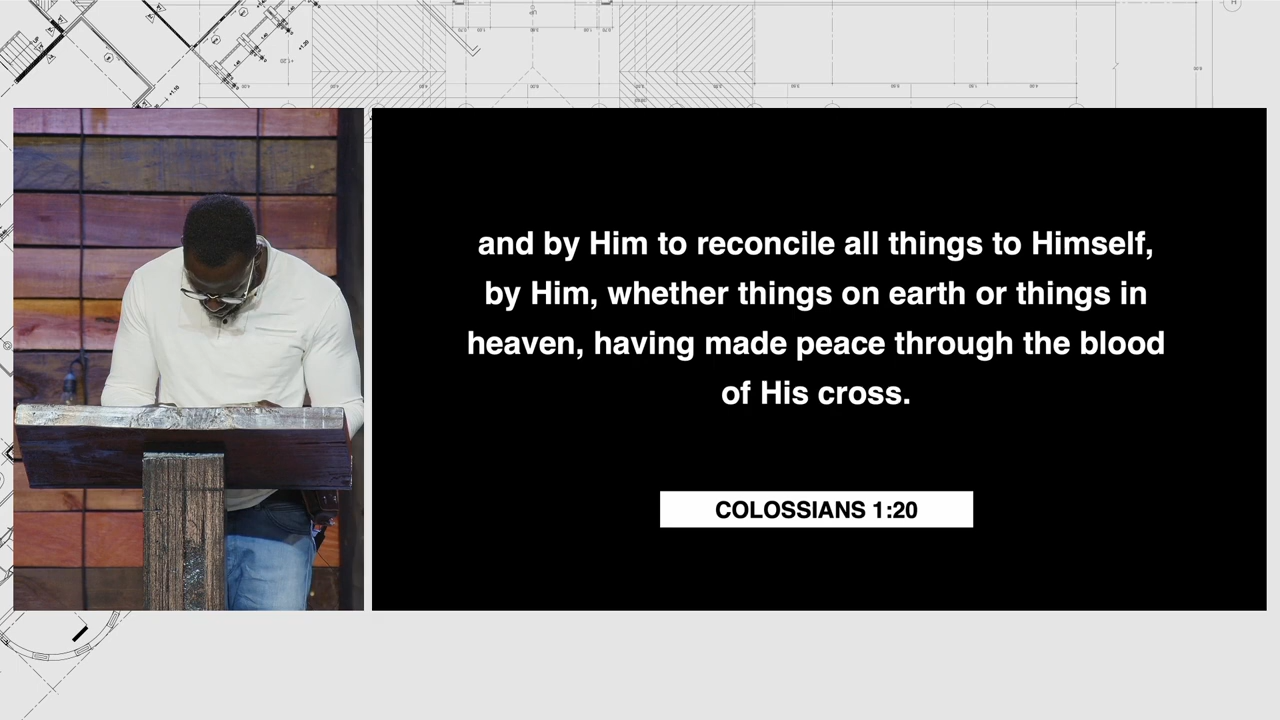 and by Him to reconcile all things to Himself,
by Him, whether things on earth or things in
heaven, having made peace through the blood
of His cross.
COLOSSIANS 1:20